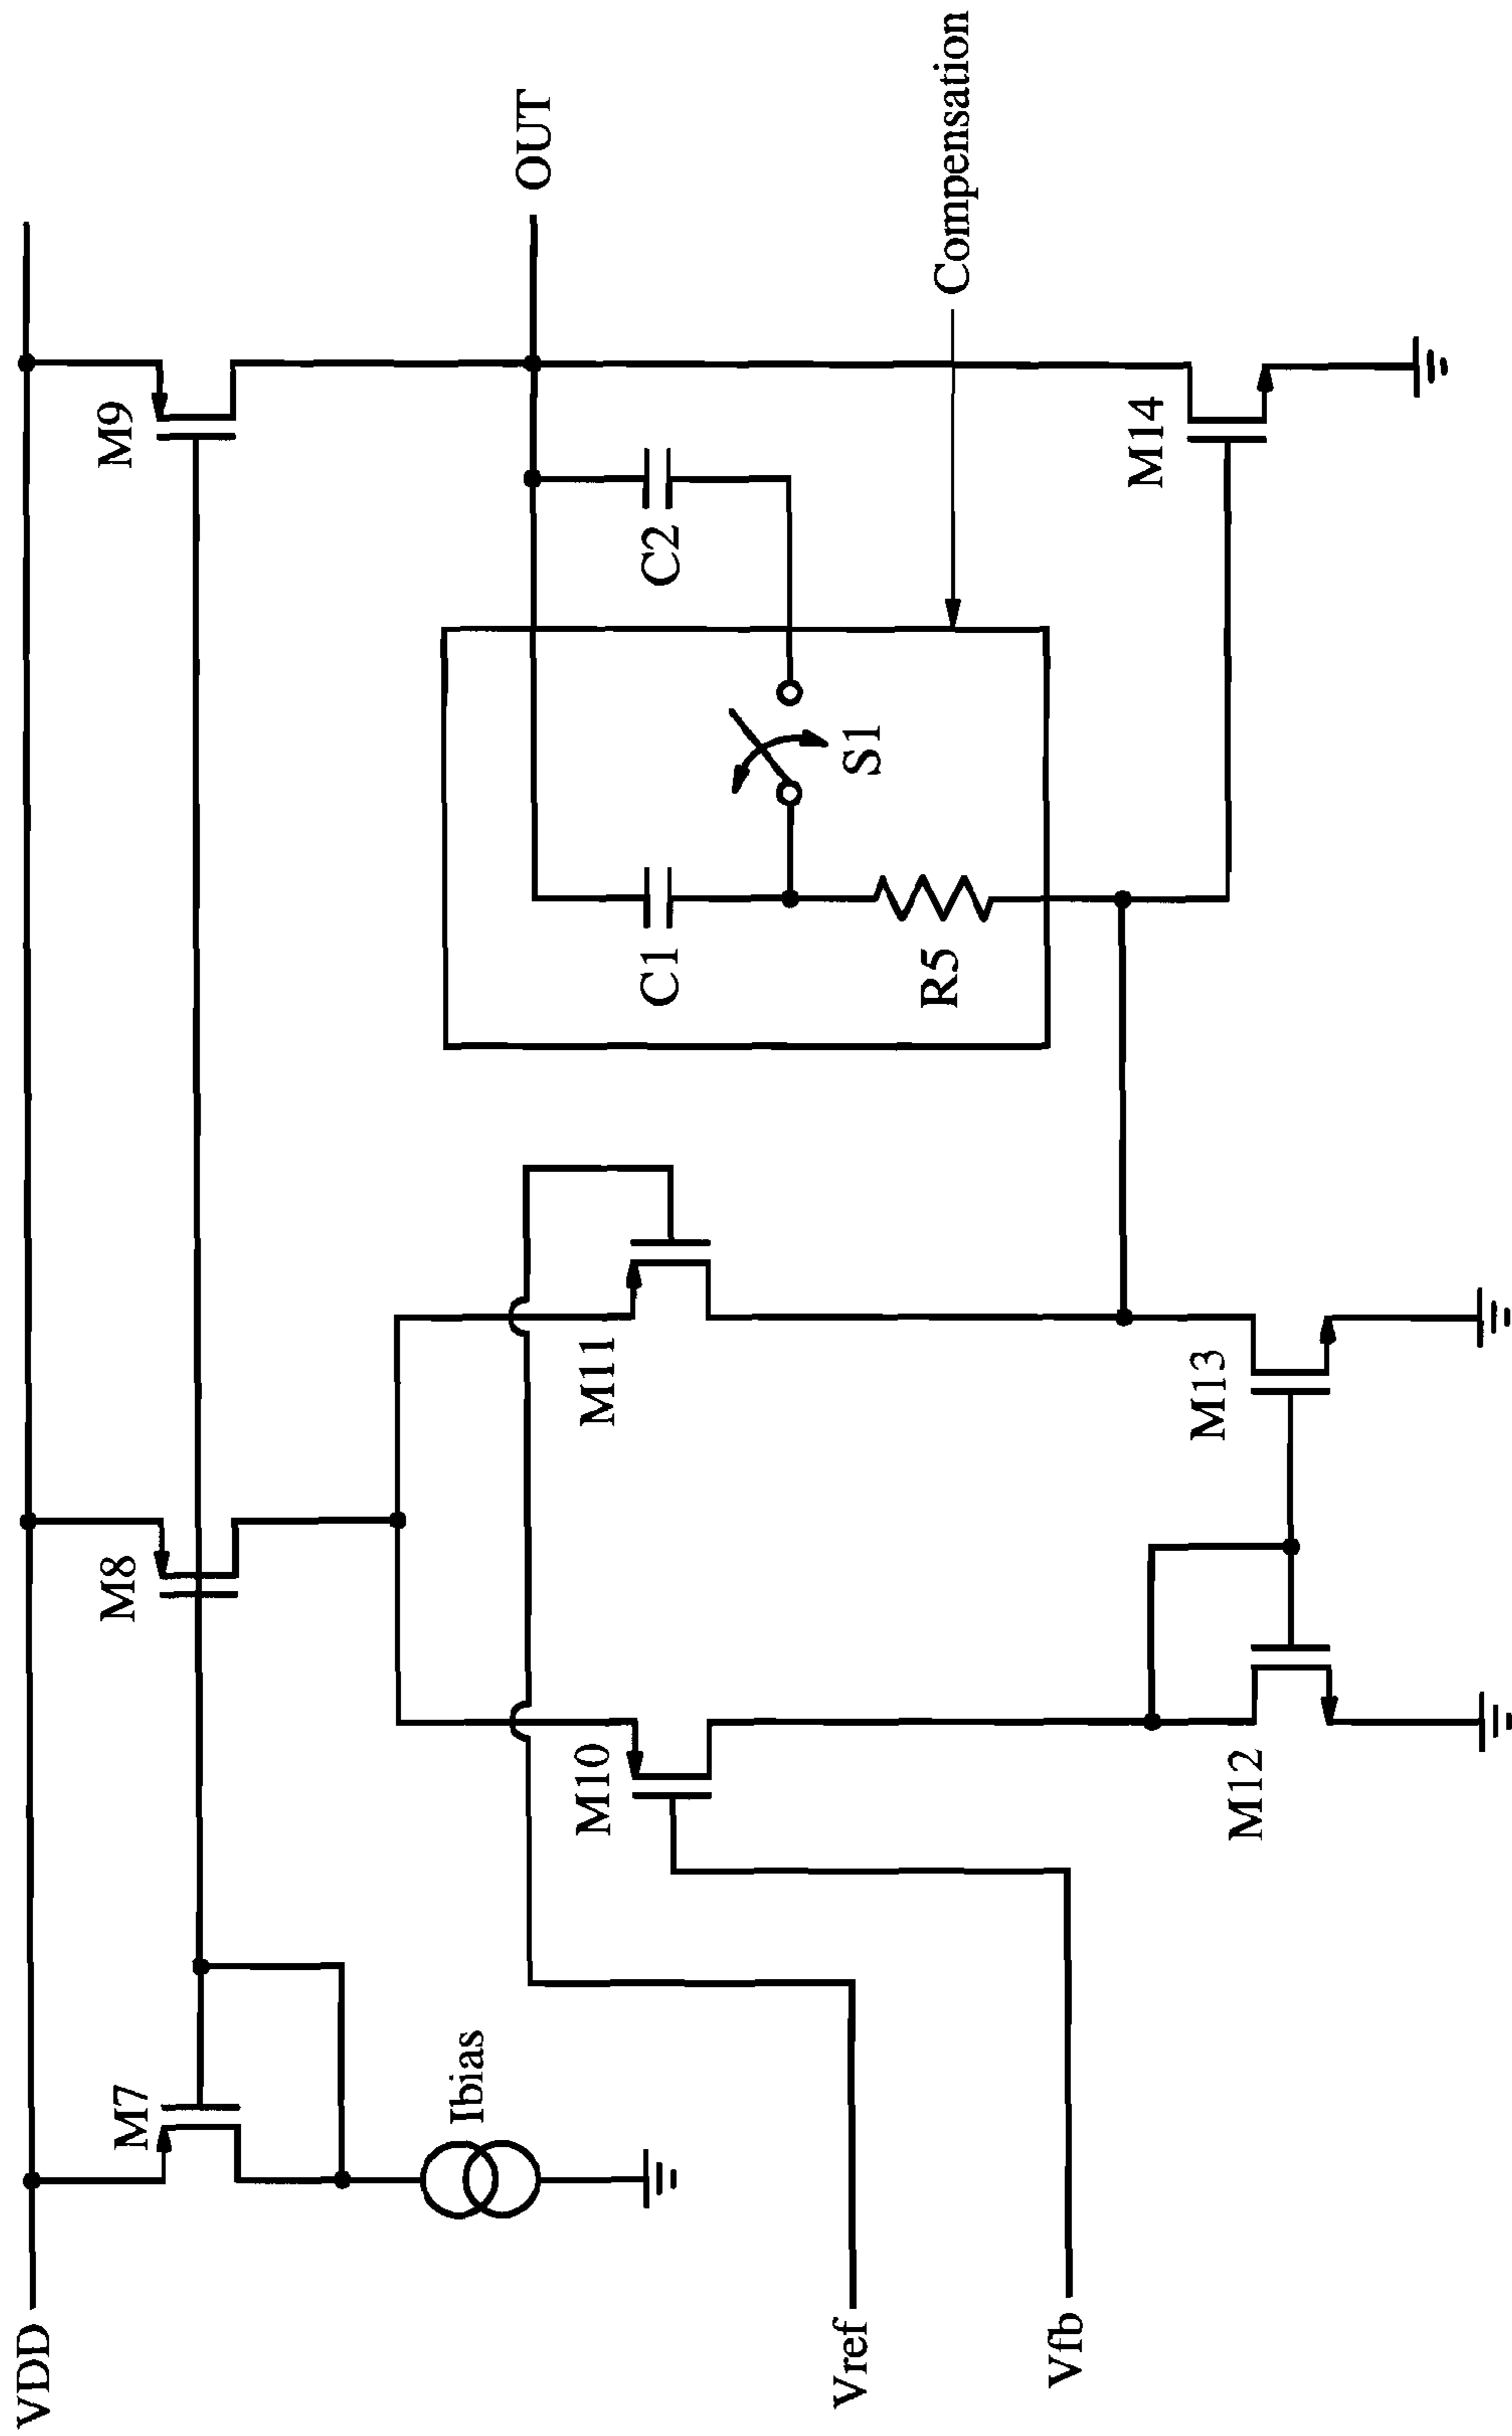 VDD
M7
M8
M9
Ibias
OUT
M10
M11
C1
C2
S1
R5
Compensation
Vref
Vfb
M12
M13
M14